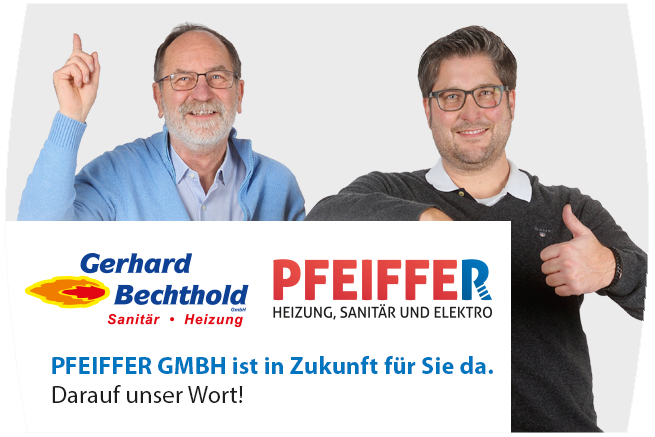 Gerhard
Bechthold
GmbH
Sanitär • Heizung
PFEIFFER
HEIZUNG, SANITÄR UND ELEKTRO
PFEIFFER GMBH ist in Zukunft für Sie da.
Darauf unser Wort!